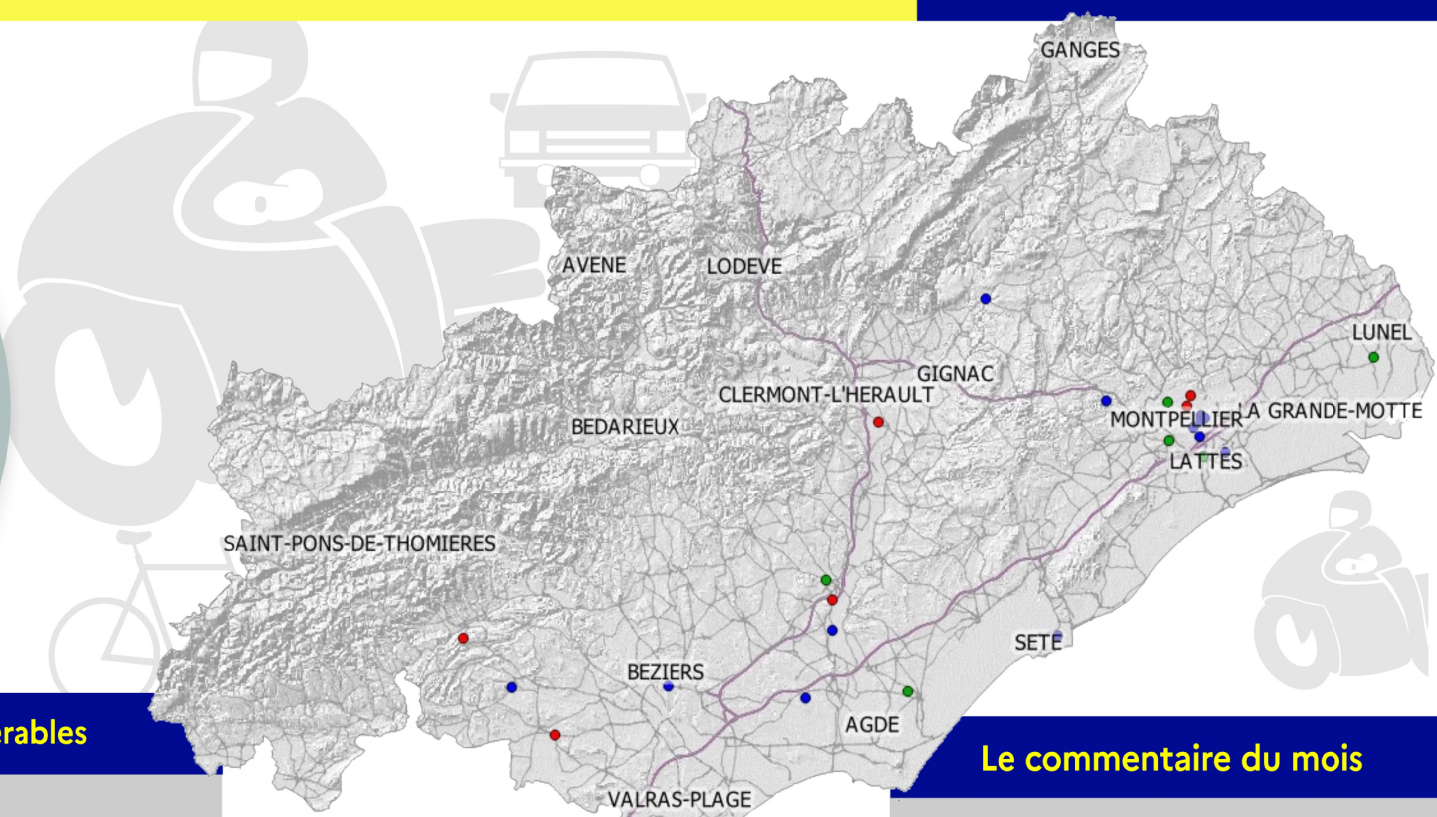 GANGES
AVENE
LODEVE
LUNEL
GIGNAC
CLERMONT-L'HERAULT
LA GRANDE-MOTTE
MONTPELLIER
BEDARIEUX
LATTES
SAINT-PONS-DE-THOMIERES
SETE
BEZIERS
AGDE
erables
Le commentaire du mois
VALRAS-PLAGE